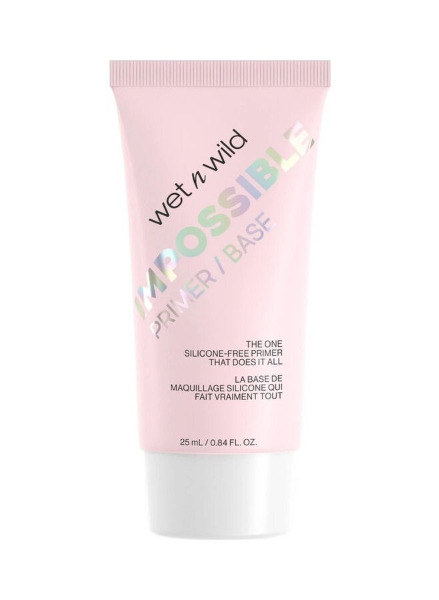 wet n wild
IMPOSSIBLE
PRIMER / BASE
THE ONE
SILICONE-FREE PRIMER
THAT DOES IT ALL
LA BASE DE
MAQUILLAGE SILICONE QUI
FAIT VRAIMENT TOUT
25 mL / 0.84 FL. OZ.